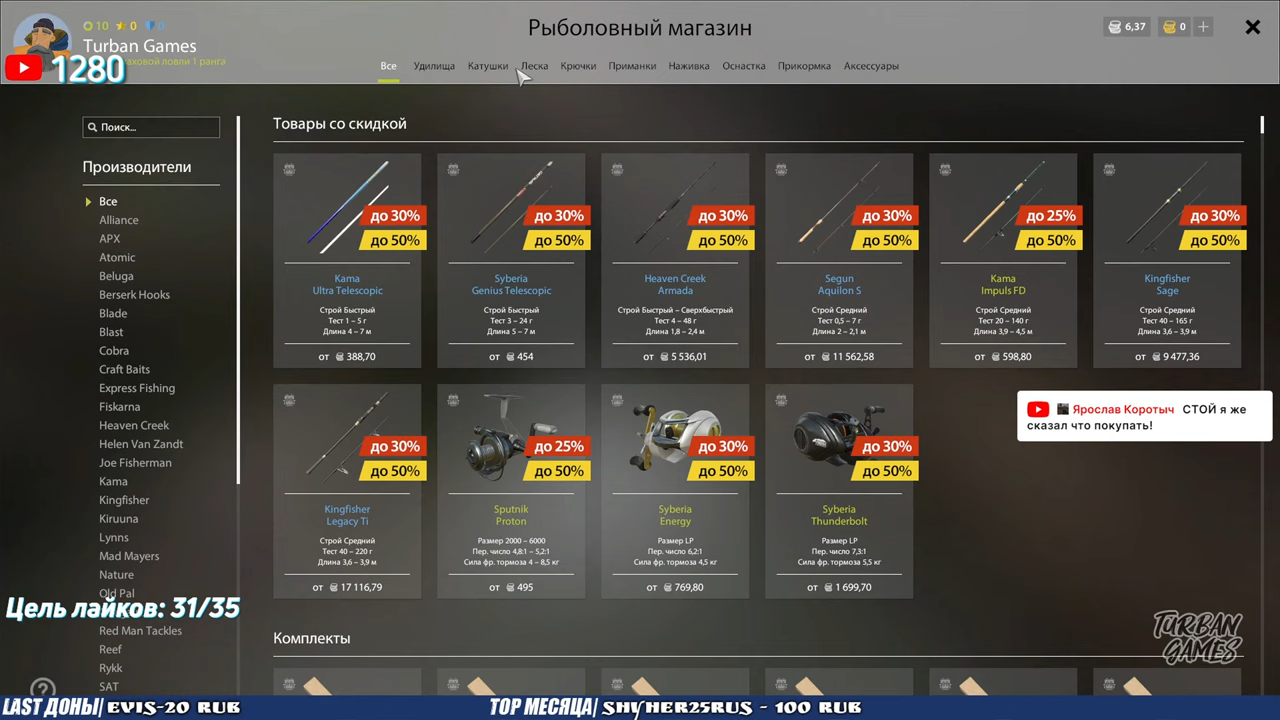 10 0 0
Turban Games
аховой ловли 1 ранга
1280
Рыболовный магазин
6,37
0
Все Удилища Катушки Леска Крючки Приманки Наживка Оснастка Прикормка Аксессуары
Поиск...
Производители
Все
Alliance
APX
Atomic
Beluga
Berserk Hooks
Blade
Blast
Cobra
Craft Baits
Express Fishing
Fiskarna
Heaven Creek
Helen Van Zandt
Joe Fisherman
Kama
Kingfisher
Kiruuna
Lynns
Mad Mayers
Nature
Old Pal
Red Man Tackles
Reef
Rykk
SAT
Цель лайков: 31/35
Товары со скидкой
до 30%
до 50%
Kama
Ultra Telescopic
Строй Быстрый
Тест 1 – 5 г
Длина 4 – 7 м
от 388,70
до 30%
до 50%
Syberia
Genius Telescopic
Строй Быстрый
Тест 3 – 24 г
Длина 5 – 7 м
от 454
до 30%
до 50%
Heaven Creek
Armada
Строй Быстрый – Сверхбыстрый
Тест 4 – 48 г
Длина 1,8 – 2,4 м
от 5 536,01
до 30%
до 50%
Segun
Aquilon S
Строй Средний
Тест 0,5 – 7 г
Длина 2 – 2,1 м
от 11 562,58
до 25%
до 50%
Kama
Impuls FD
Строй Средний
Тест 20 – 140 г
Длина 3,9 – 4,5 м
от 598,80
до 30%
до 50%
Kingfisher
Sage
Строй Средний
Тест 40 – 165 г
Длина 3,6 – 3,9 м
от 9 477,36
до 30%
до 50%
Kingfisher
Legacy Ti
Строй Средний
Тест 40 – 220 г
Длина 3,6 – 3,9 м
от 17 116,79
до 25%
до 50%
Sputnik
Proton
Размер 2000 – 6000
Пер. число 4,8:1 – 5,2:1
Сила фр. тормоза 4 – 8,5 кг
от 495
до 30%
до 50%
Syberia
Energy
Размер LP
Пер. число 6,2:1
Сила фр. тормоза 4,5 кг
от 769,80
до 30%
до 50%
Syberia
Thunderbolt
Размер LP
Пер. число 7,3:1
Сила фр. тормоза 5,5 кг
от 1 699,70
Ярослав Коротыч СТОЙ я же
сказал что покупать!
Комплекты
TURBAN
GAMES
LAST ДОНЫ| EVIS-20 RUB
TOP МЕСЯЦА| SHYHER25RUS - 100 RUB